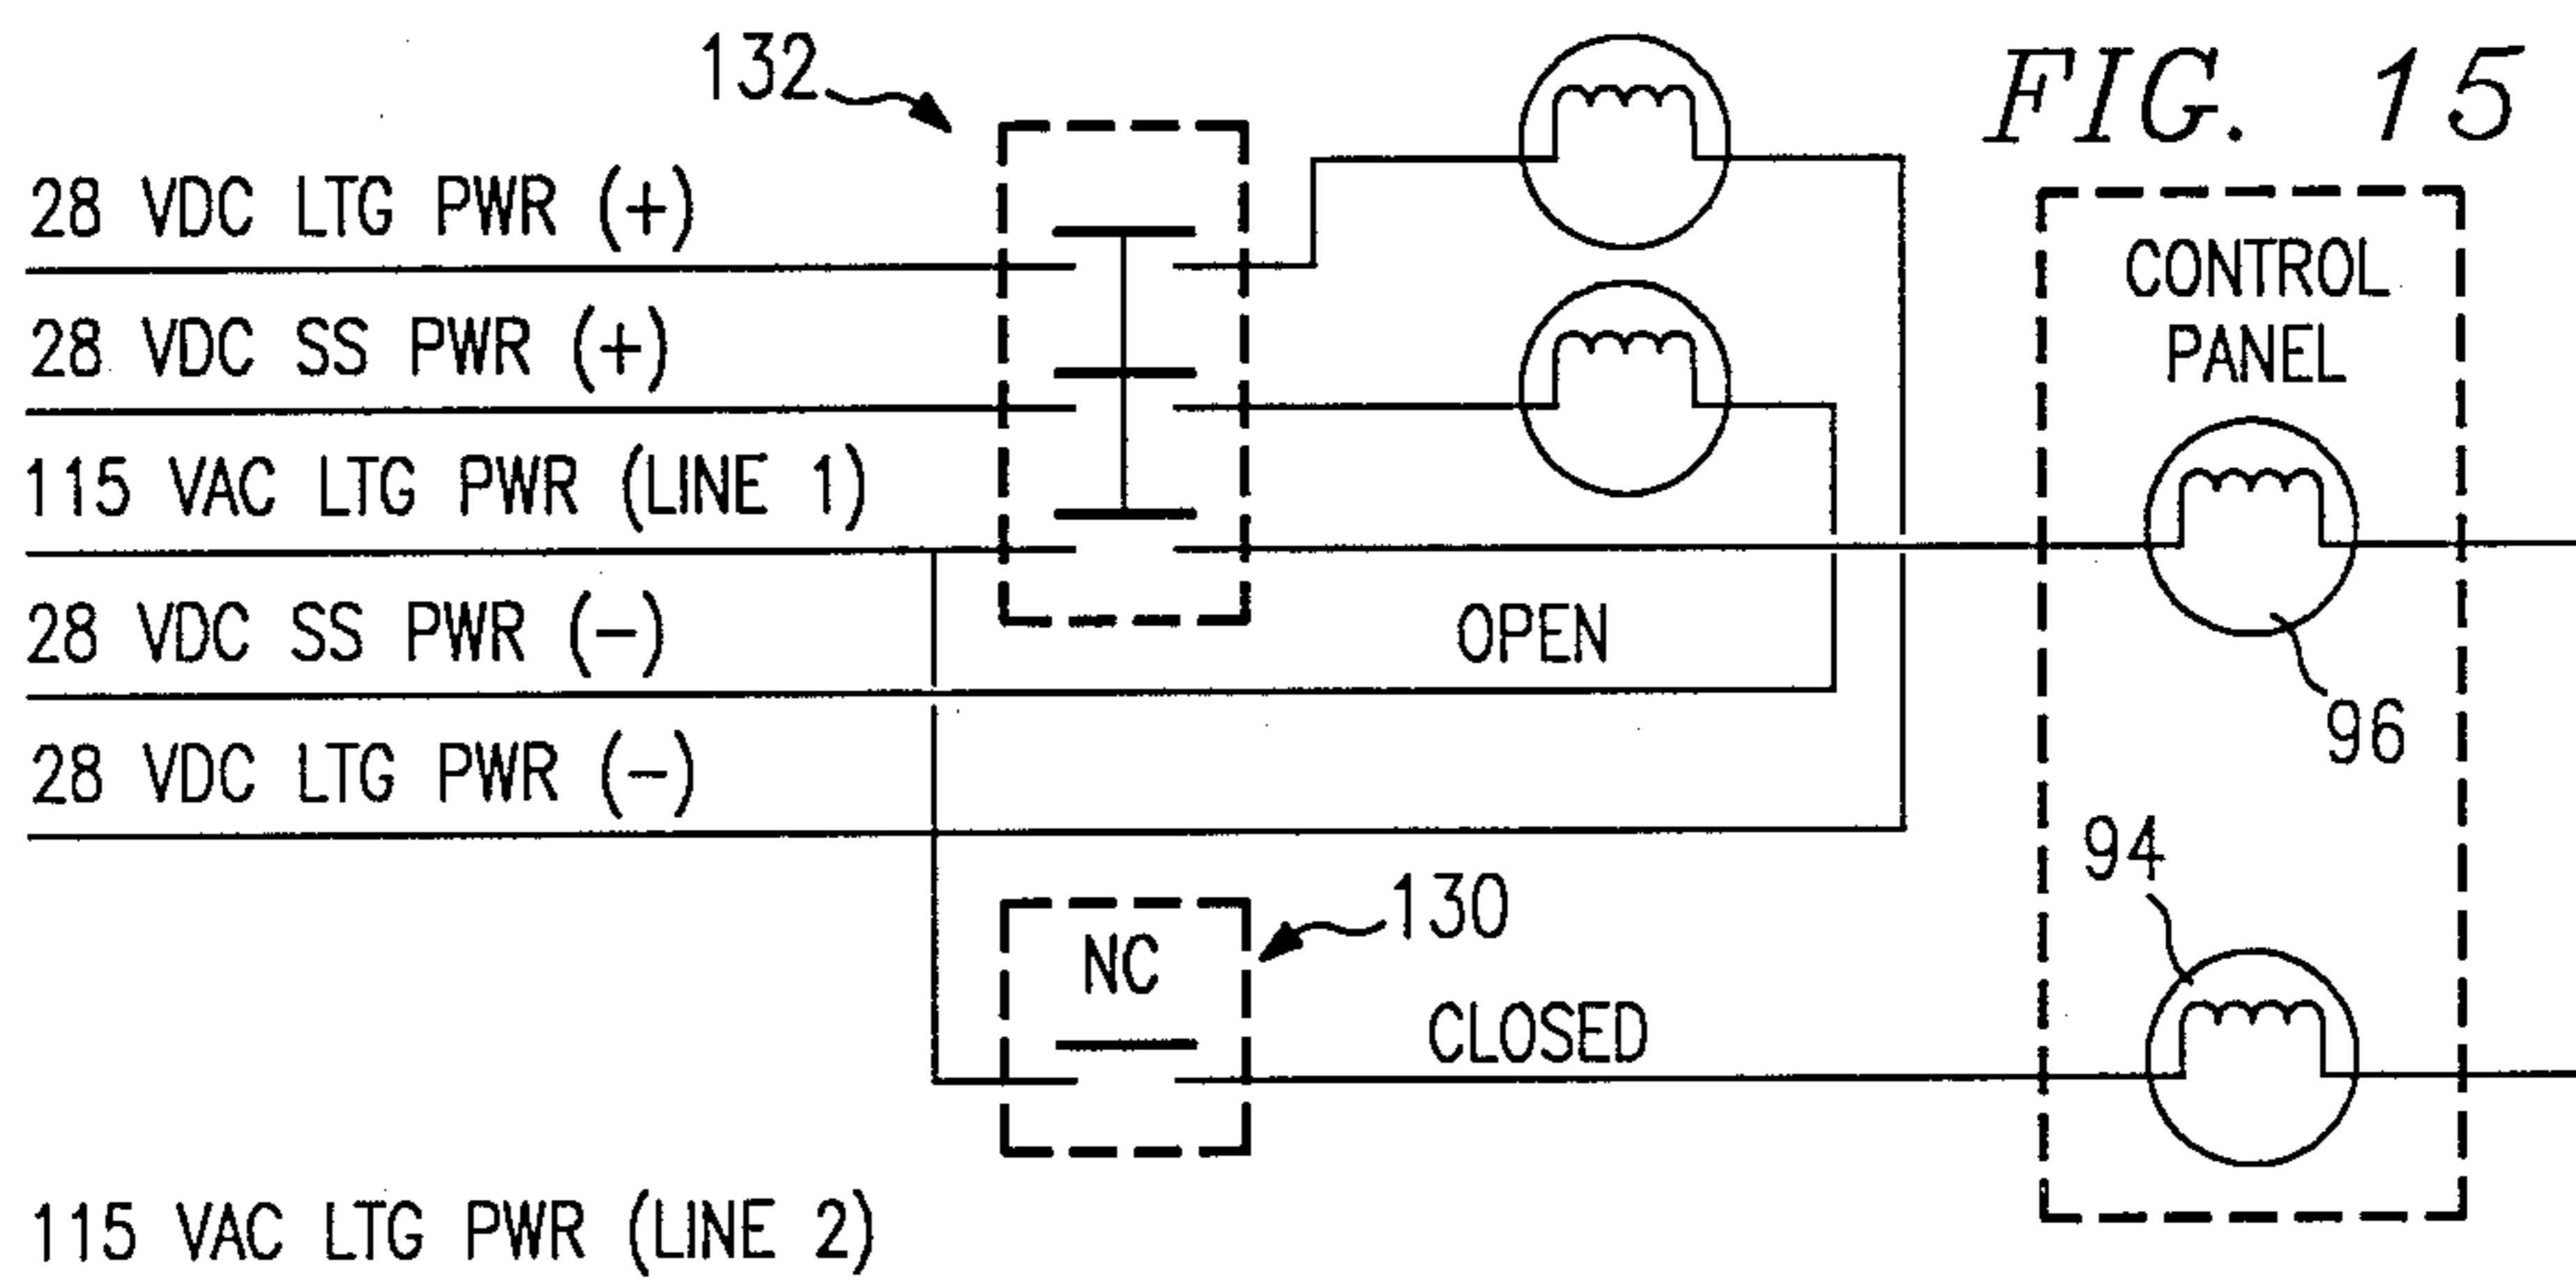 FIG. 15
132
28 VDC LTG PWR (+)
28 VDC SS PWR (+)
115 VAC LTG PWR (LINE 1)
28 VDC SS PWR (-)
28 VDC LTG PWR (-)
115 VAC LTG PWR (LINE 2)
OPEN
130
NC
CLOSED
CONTROL
PANEL
96
94